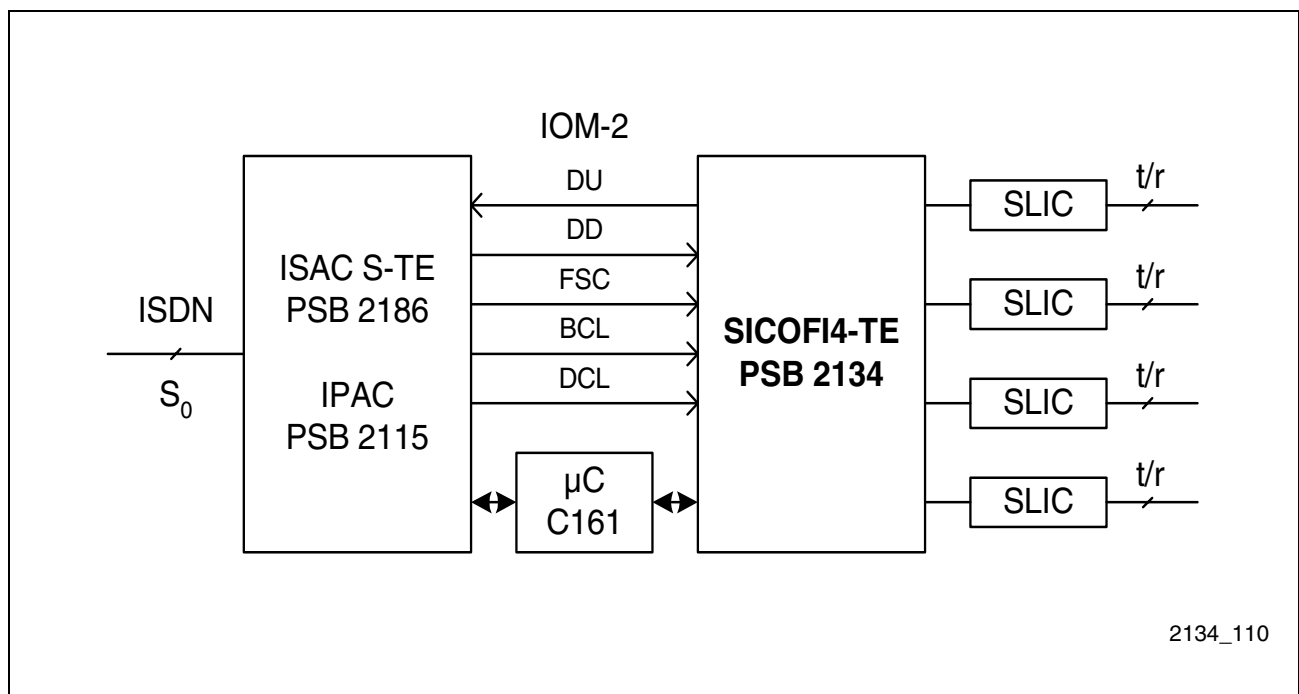 IOM-2
ISDN
S0
ISAC S-TE
PSB 2186
IPAC
PSB 2115
DU
DD
FSC
BCL
DCL
µC
C161
SICOFI4-TE
PSB 2134
SLIC
t/r
SLIC
t/r
SLIC
t/r
SLIC
t/r
2134_110